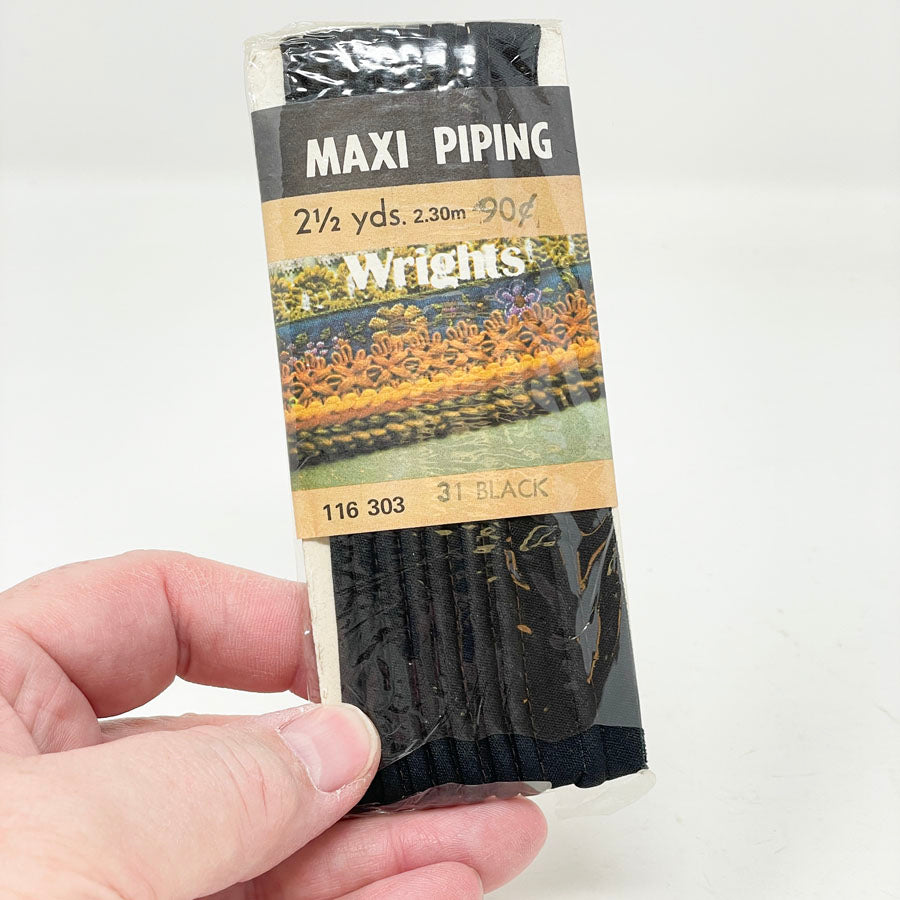 MAXI PIPING
2½ yds. 2.30m 90¢
Wrights
116 303 31 BLACK